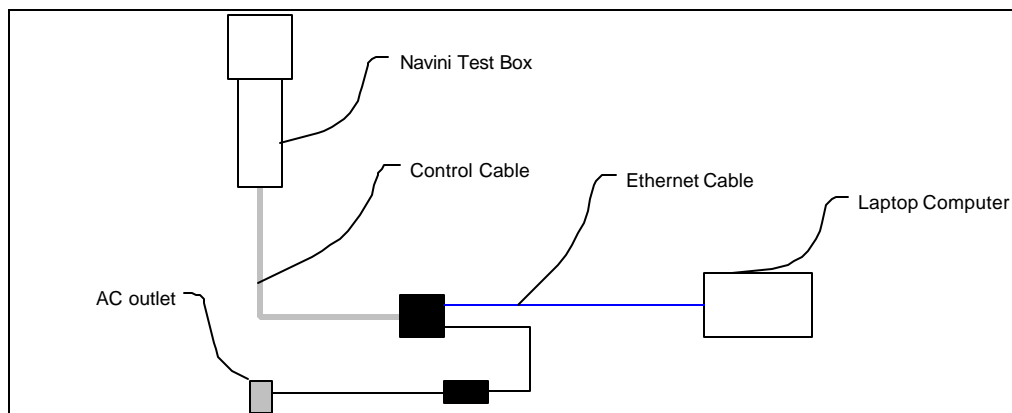 Navini Test Box
Control Cable
Ethernet Cable
Laptop Computer
AC outlet